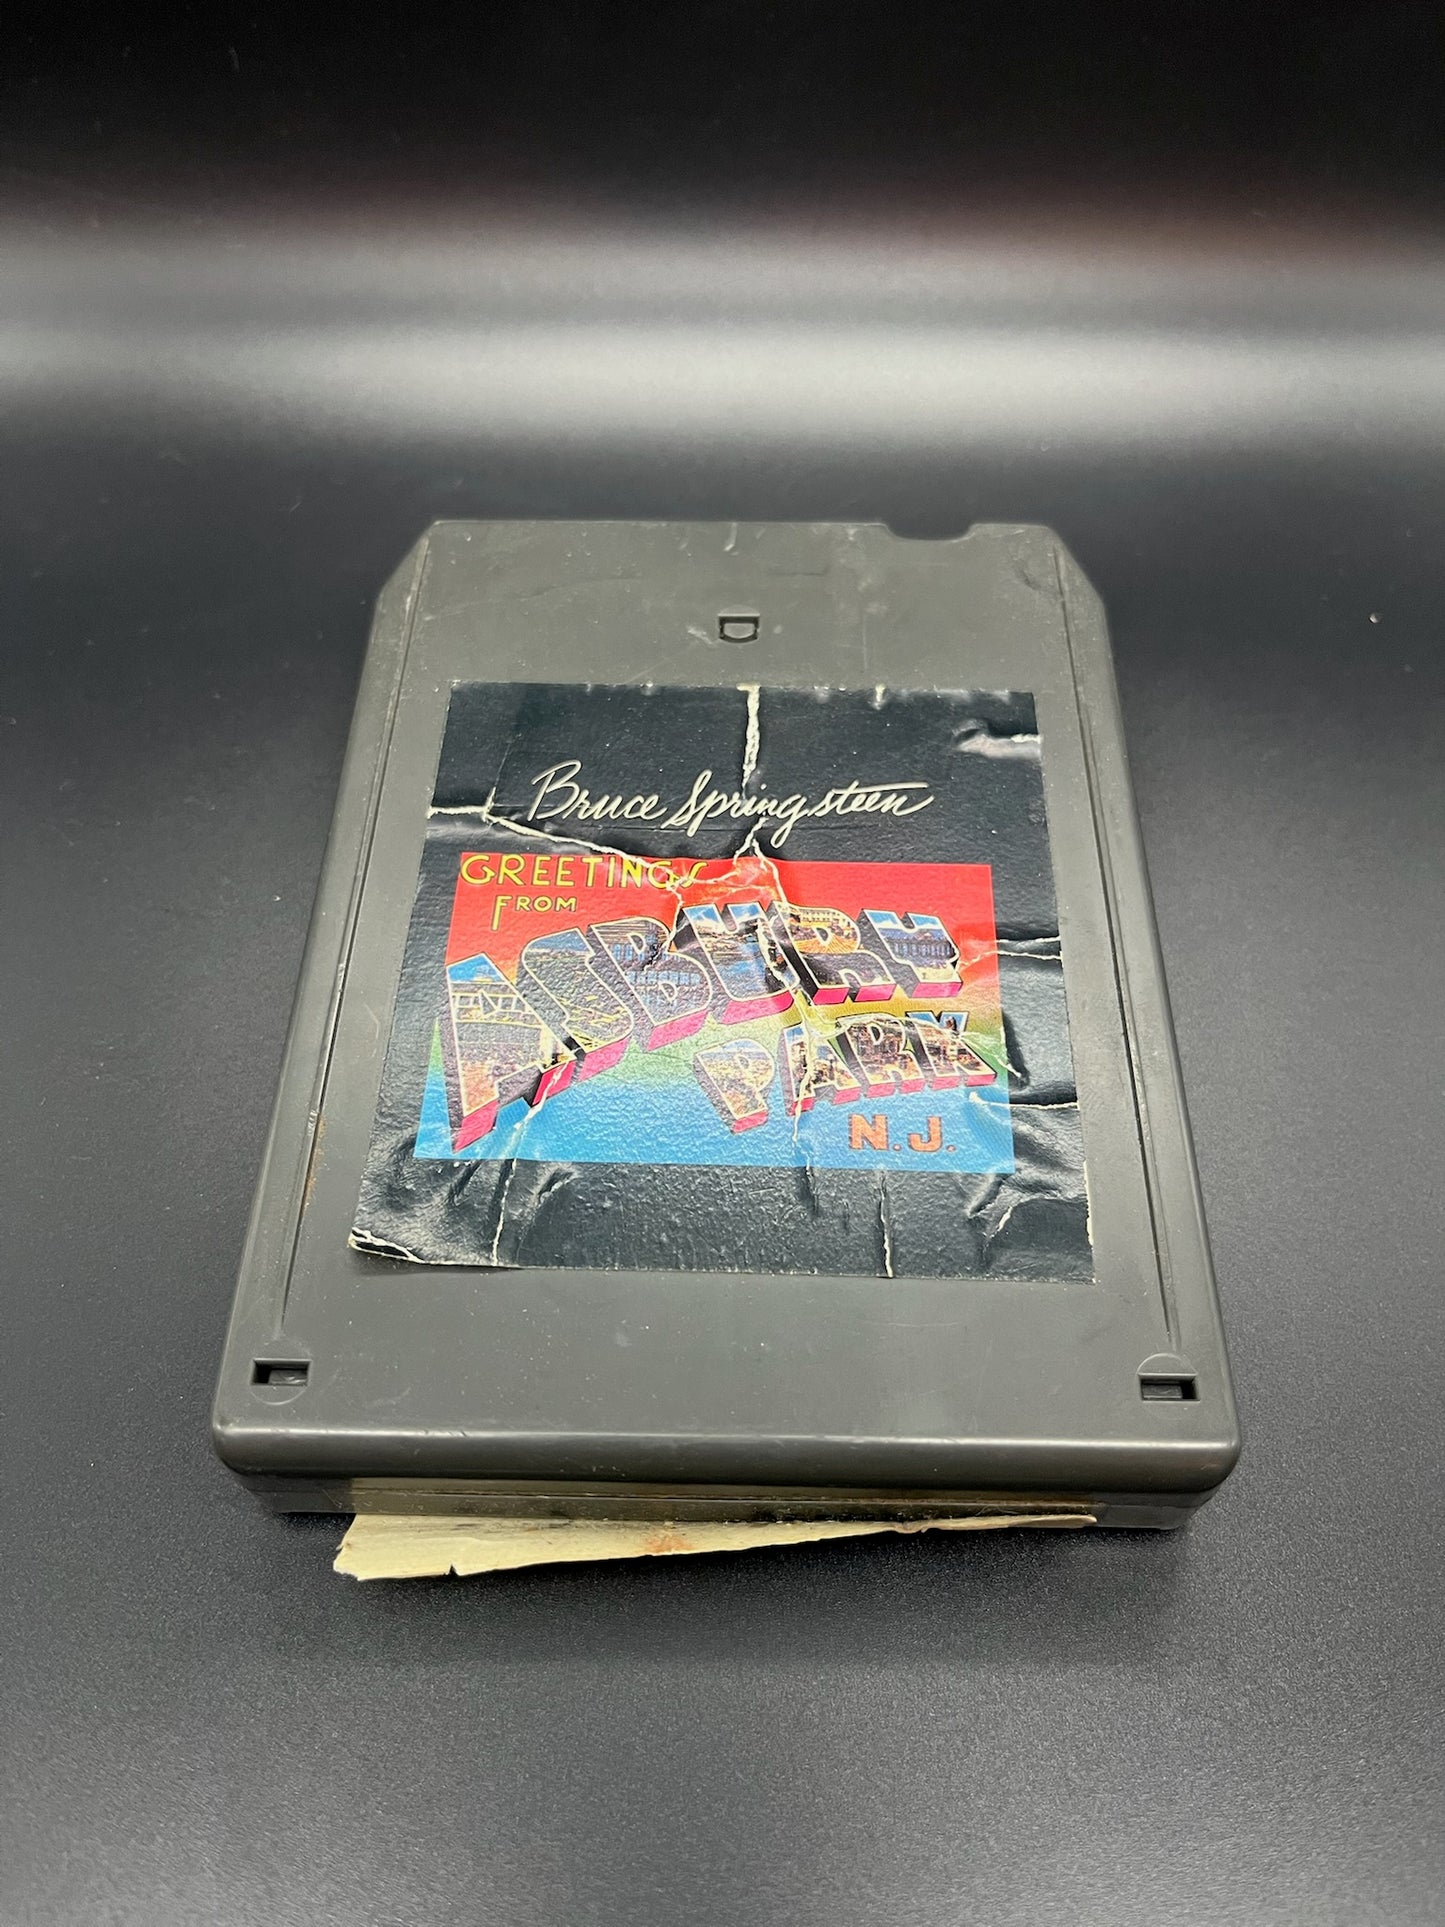 Bruce Springsteen
GREETINGS
FROM
ASBURY
PARK
N.J.